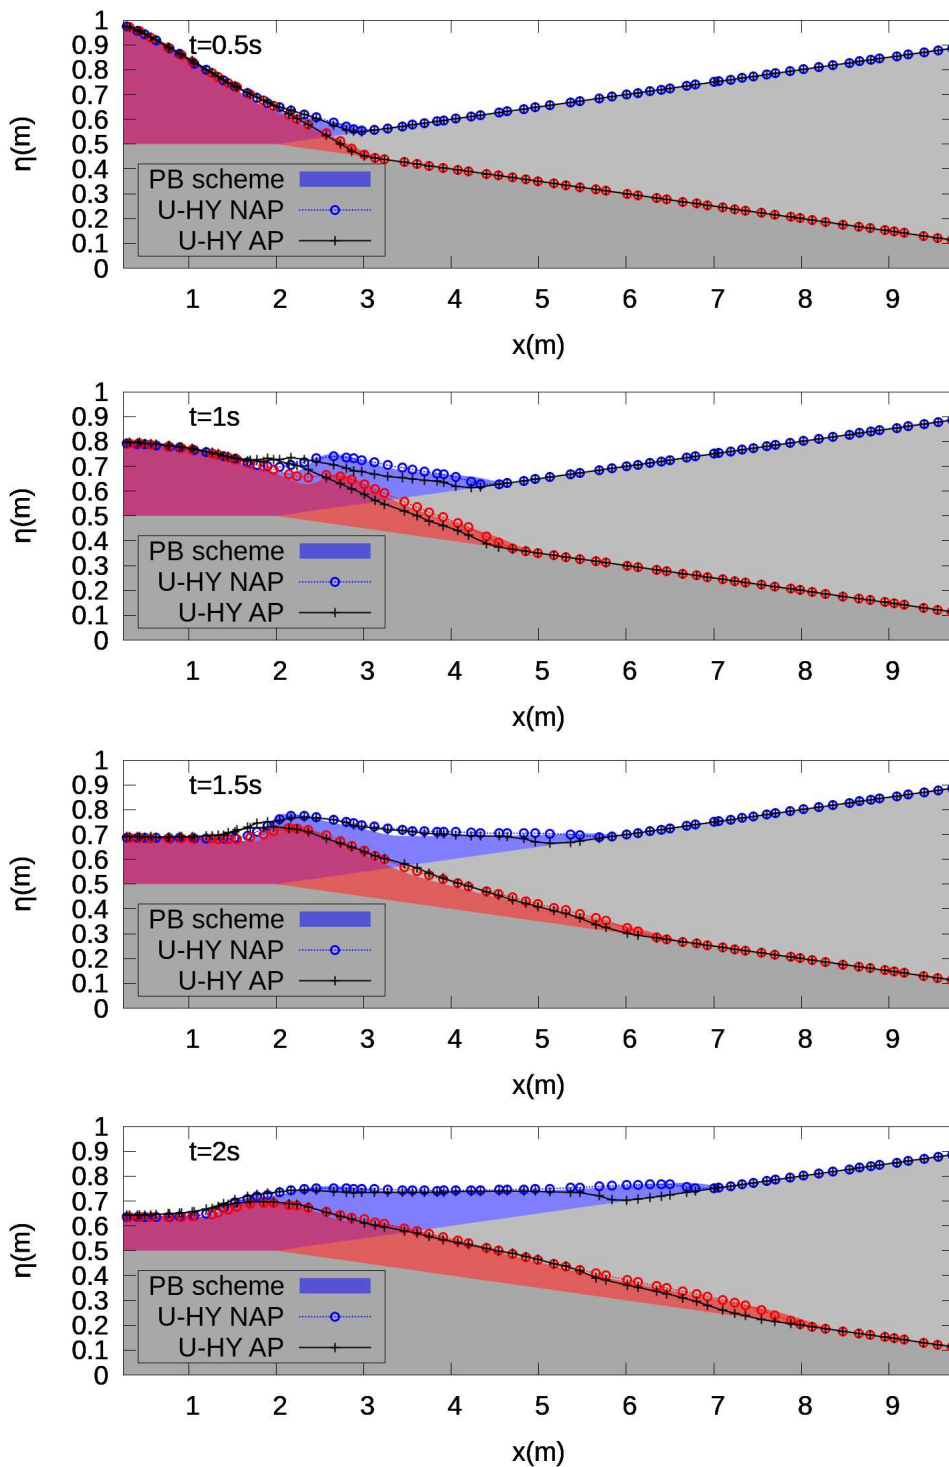 1
0.9
0.8
0.7
0.6
0.5
0.4
0.3
0.2
0.1
0
η(m)
t=0.5s
PB scheme
U-HY NAP
U-HY AP
1 2 3 4 5 6 7 8 9
x(m)
1
0.9
0.8
0.7
0.6
0.5
0.4
0.3
0.2
0.1
0
η(m)
t=1s
PB scheme
U-HY NAP
U-HY AP
1 2 3 4 5 6 7 8 9
x(m)
1
0.9
0.8
0.7
0.6
0.5
0.4
0.3
0.2
0.1
0
η(m)
t=1.5s
PB scheme
U-HY NAP
U-HY AP
1 2 3 4 5 6 7 8 9
x(m)
1
0.9
0.8
0.7
0.6
0.5
0.4
0.3
0.2
0.1
0
η(m)
t=2s
PB scheme
U-HY NAP
U-HY AP
1 2 3 4 5 6 7 8 9
x(m)